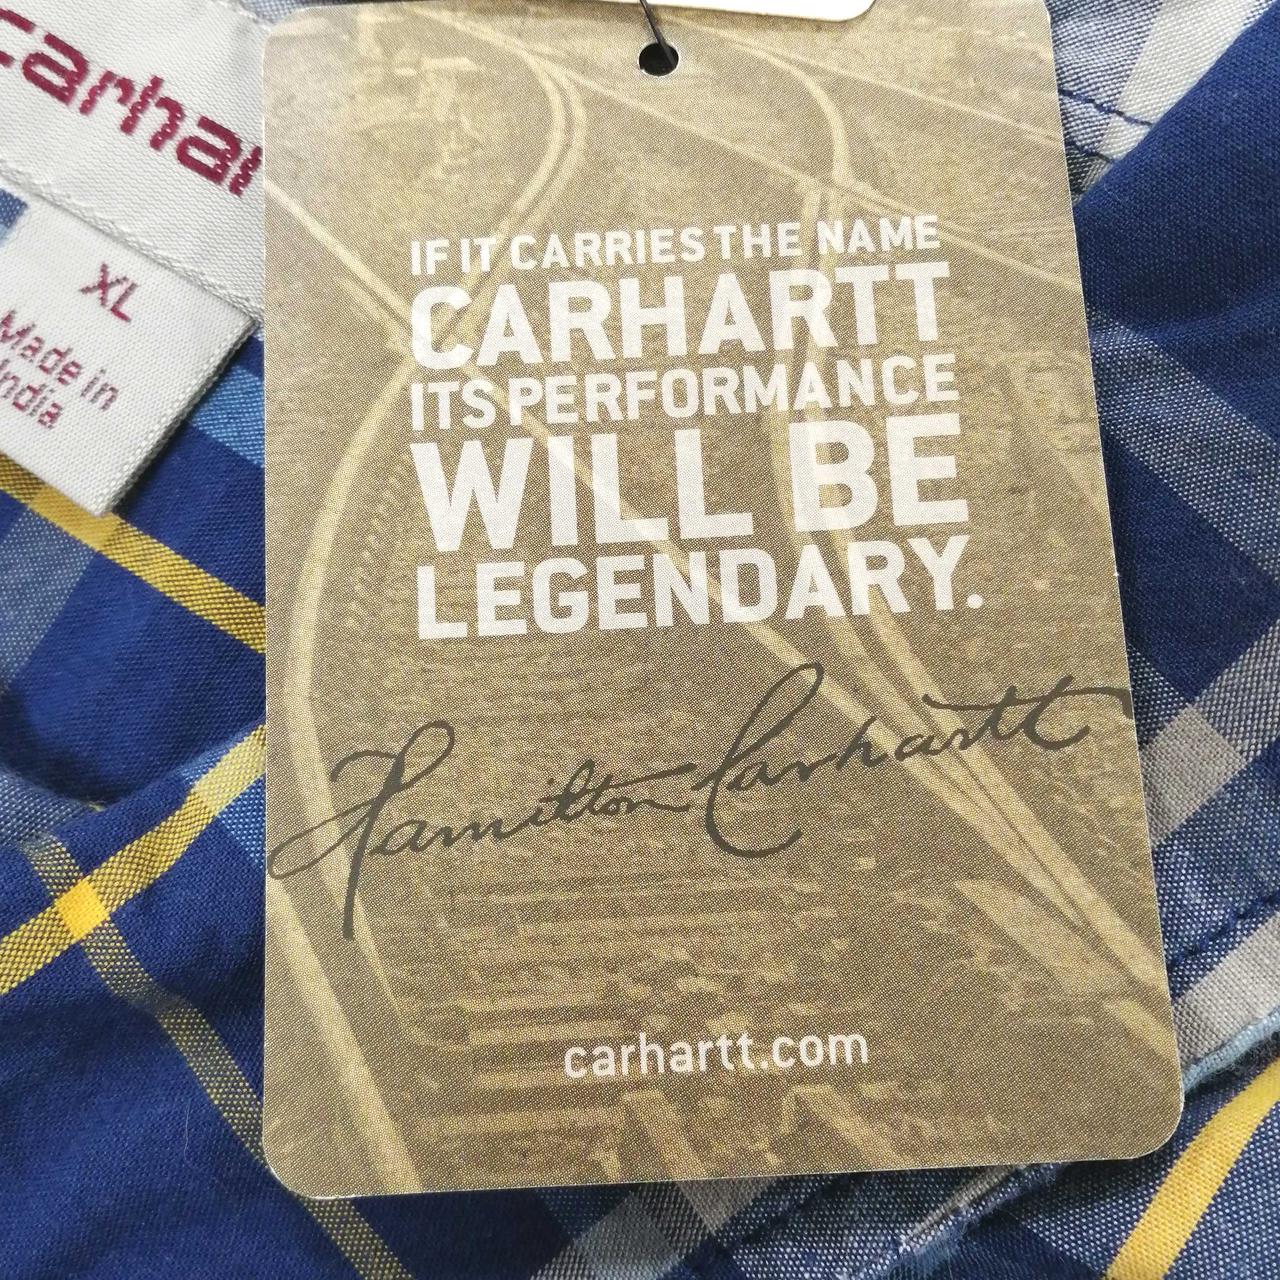 carhar
XL
Made in
India
IF IT CARRIES THE NAME
CARHARTT
ITS PERFORMANCE
WILL BE
LEGENDARY.
Hamilton Carhartt
carhartt.com